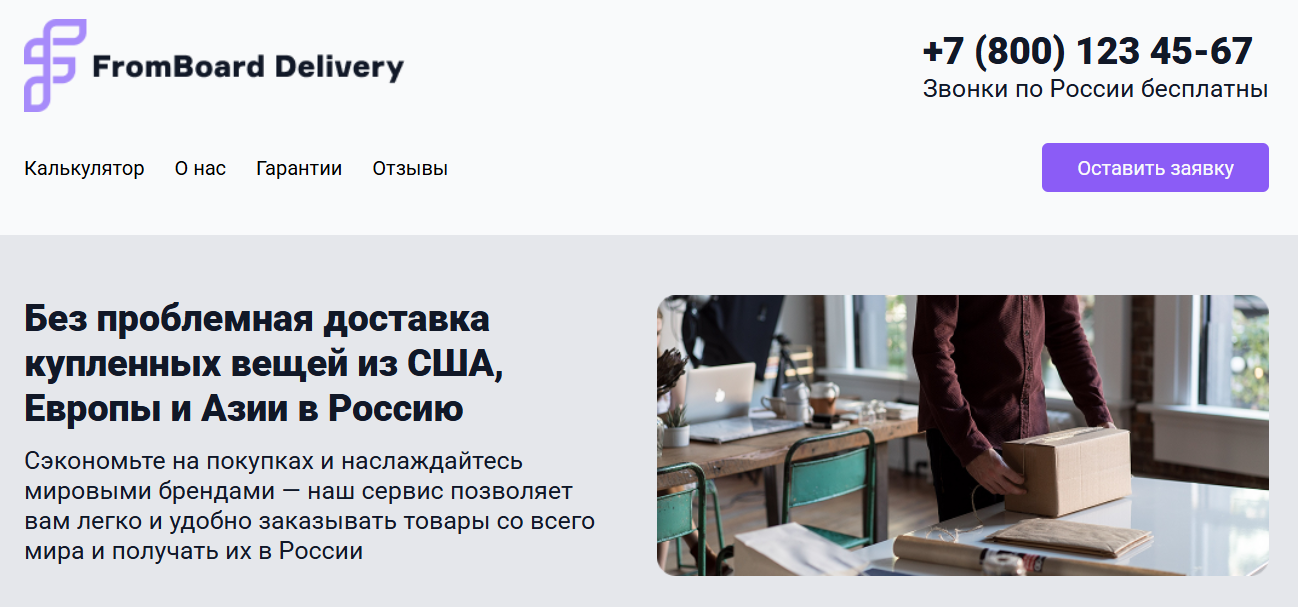 FromBoard Delivery
+7 (800) 123 45-67
Звонки по России бесплатны
Калькулятор О нас Гарантии Отзывы
Оставить заявку
Без проблемная доставка
купленных вещей из США,
Европы и Азии в Россию
Сэкономьте на покупках и наслаждайтесь
мировыми брендами — наш сервис позволяет
вам легко и удобно заказывать товары со всего
мира и получать их в России